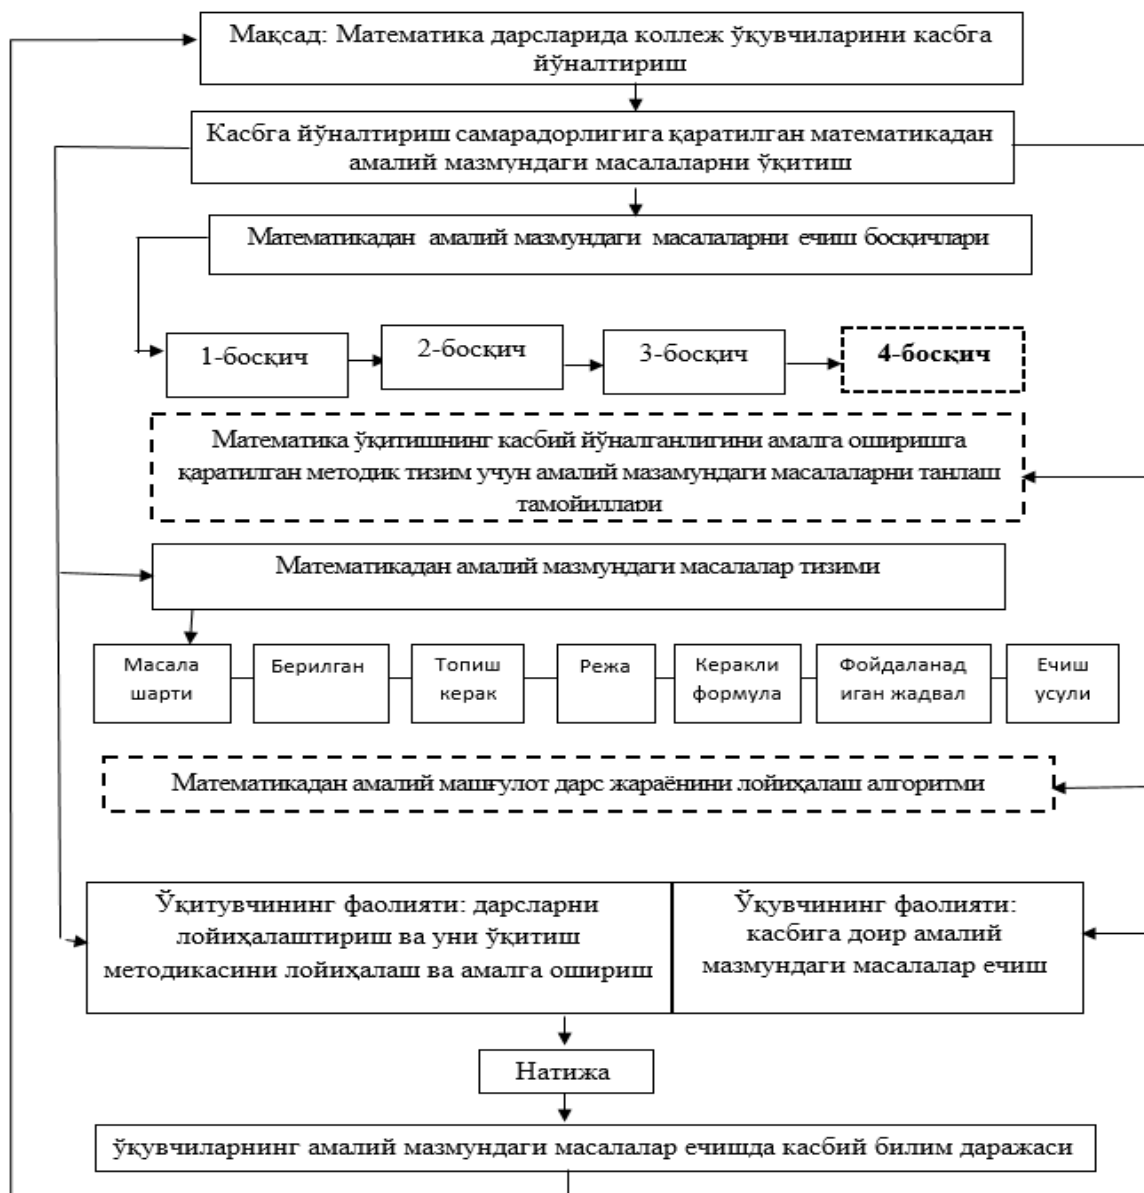 Мақсад: Математика дарсларида коллеж ўқувчиларини касбга
йўналтириш
Касбга йўналтириш самарадорлигига қаратилган математикадан
амалий мазмундаги масалаларни ўқитиш
Математикадан амалий мазмундаги масалаларни ечиш босқичлари
1-босқич
2-босқич
3-босқич
4-босқич
Математика ўқитишнинг касбий йўналганлигини амалга оширишга
қаратилган методик тизим учун амалий мазамундаги масалаларни танлаш
тамойиллари
Математикадан амалий мазмундаги масалалар тизими
Масала
шарти
Берилган
Топиш
керак
Режа
Керакли
формула
Фойдаланад
иган жадвал
Ечиш
усули
Математикадан амалий машғулот дарс жараёнини лойиҳалаш алгоритми
Ўқитувчининг фаолияти: дарсларни
лойиҳалаштириш ва уни ўқитиш
методикасини лойиҳалаш ва амалга ошириш
Ўқувчининг фаолияти:
касбига доир амалий
мазмундаги масалалар ечиш
Натижа
ўқувчиларнинг амалий мазмундаги масалалар ечишда касбий билим даражаси